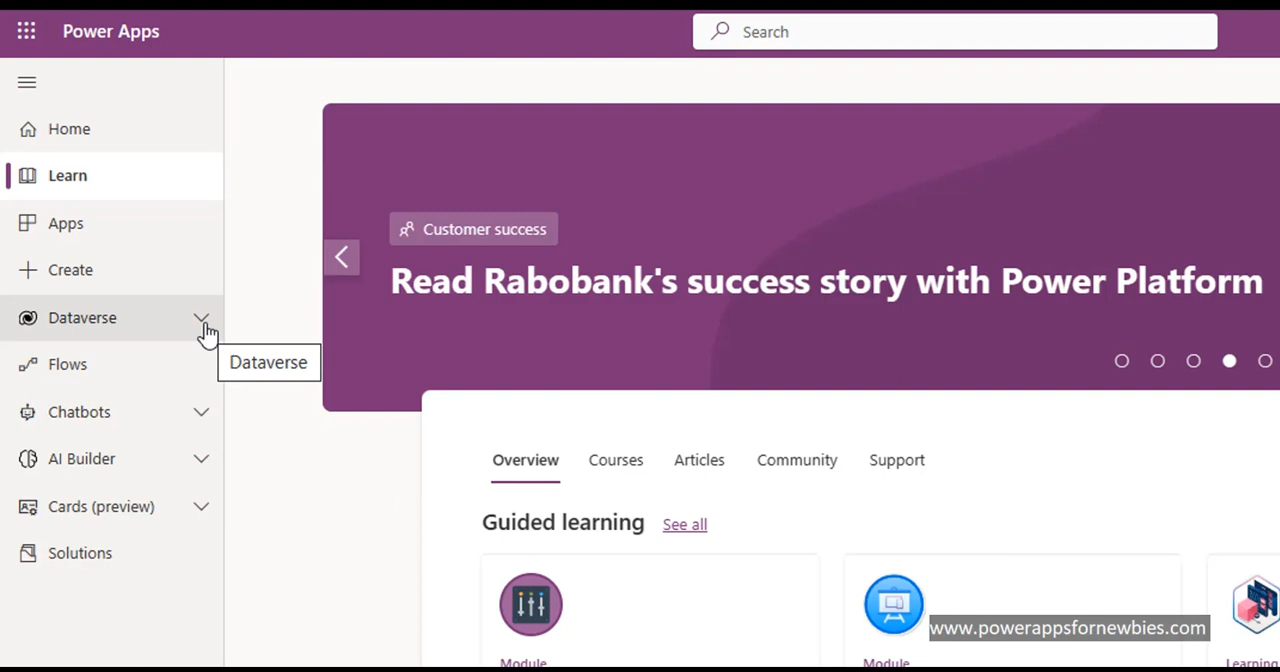 Power Apps
Search
Home
Learn
Apps
Create
Dataverse
Dataverse
Flows
Chatbots
AI Builder
Cards (preview)
Solutions
Customer success
Read Rabobank's success story with Power Platform
Overview Courses Articles Community Support
Guided learning See all
www.powerappsfornewbies.com
Module Module Learning